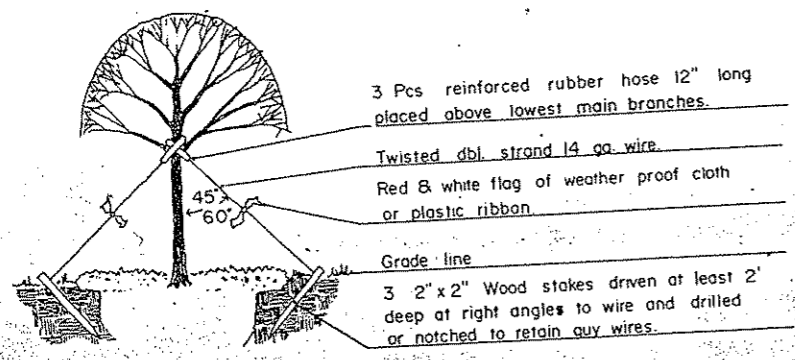 3 Pcs reinforced rubber hose 12" long
placed above lowest main branches.
Twisted dbl. strand 14 ga. wire.
Red & white flag of weather proof cloth
or plastic ribbon
45°
60°
Grade line
3 2"x2" Wood stakes driven at least 2'
deep at right angles to wire and drilled
or notched to retain guy wires.